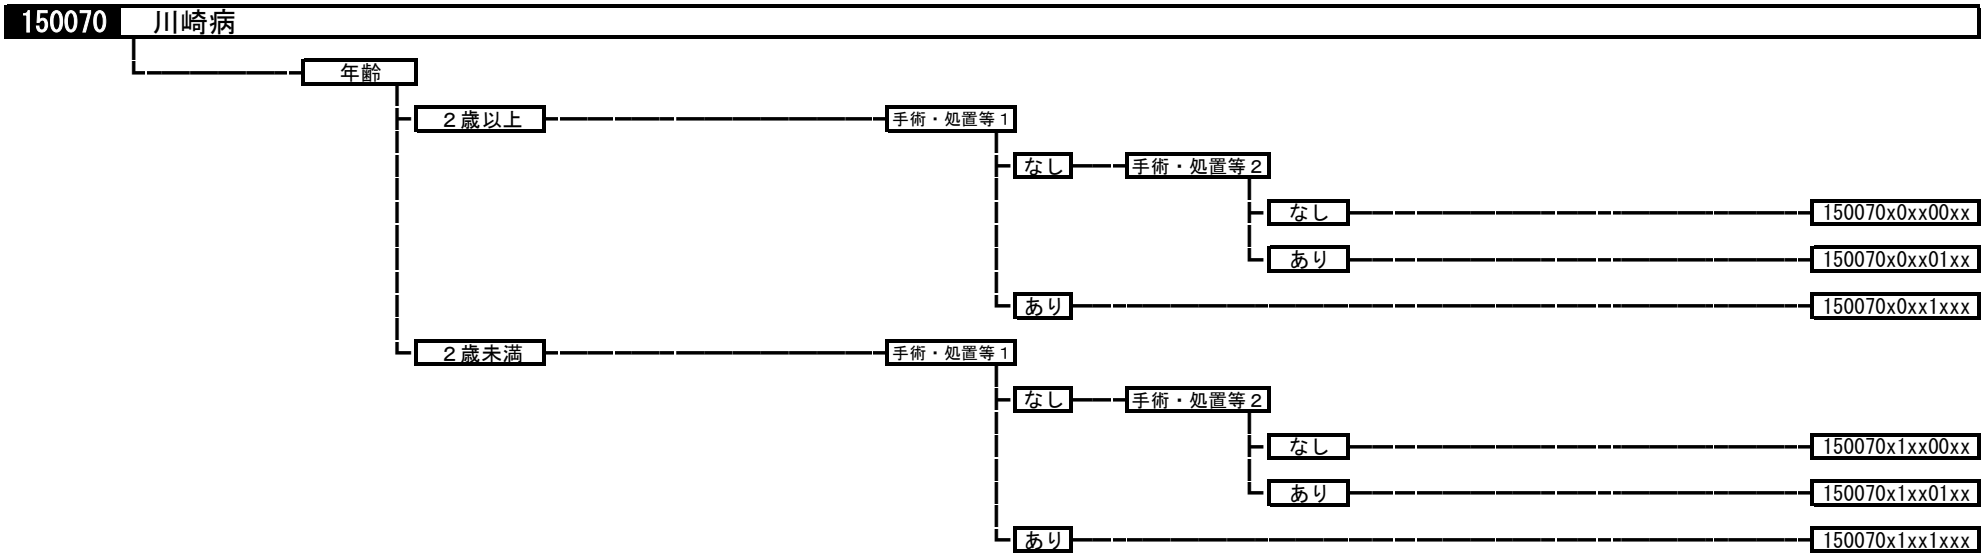 150070 川崎病
年齢
２歳以上 手術・処置等１
なし 手術・処置等２
なし 150070x0xx00xx
あり 150070x0xx01xx
あり 150070x0xx1xxx
２歳未満 手術・処置等１
なし 手術・処置等２
なし 150070x1xx00xx
あり 150070x1xx01xx
あり 150070x1xx1xxx